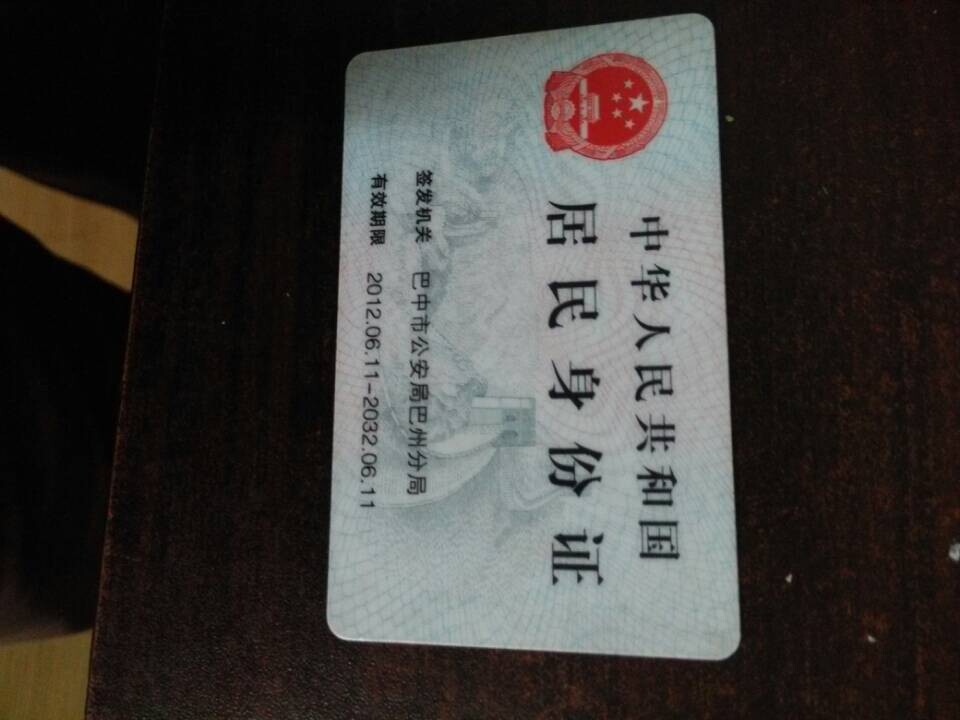 中华人民共和国
居民身份证
签发机关 巴中市公安局巴州分局
有效期限 2012.06.11-2032.06.11